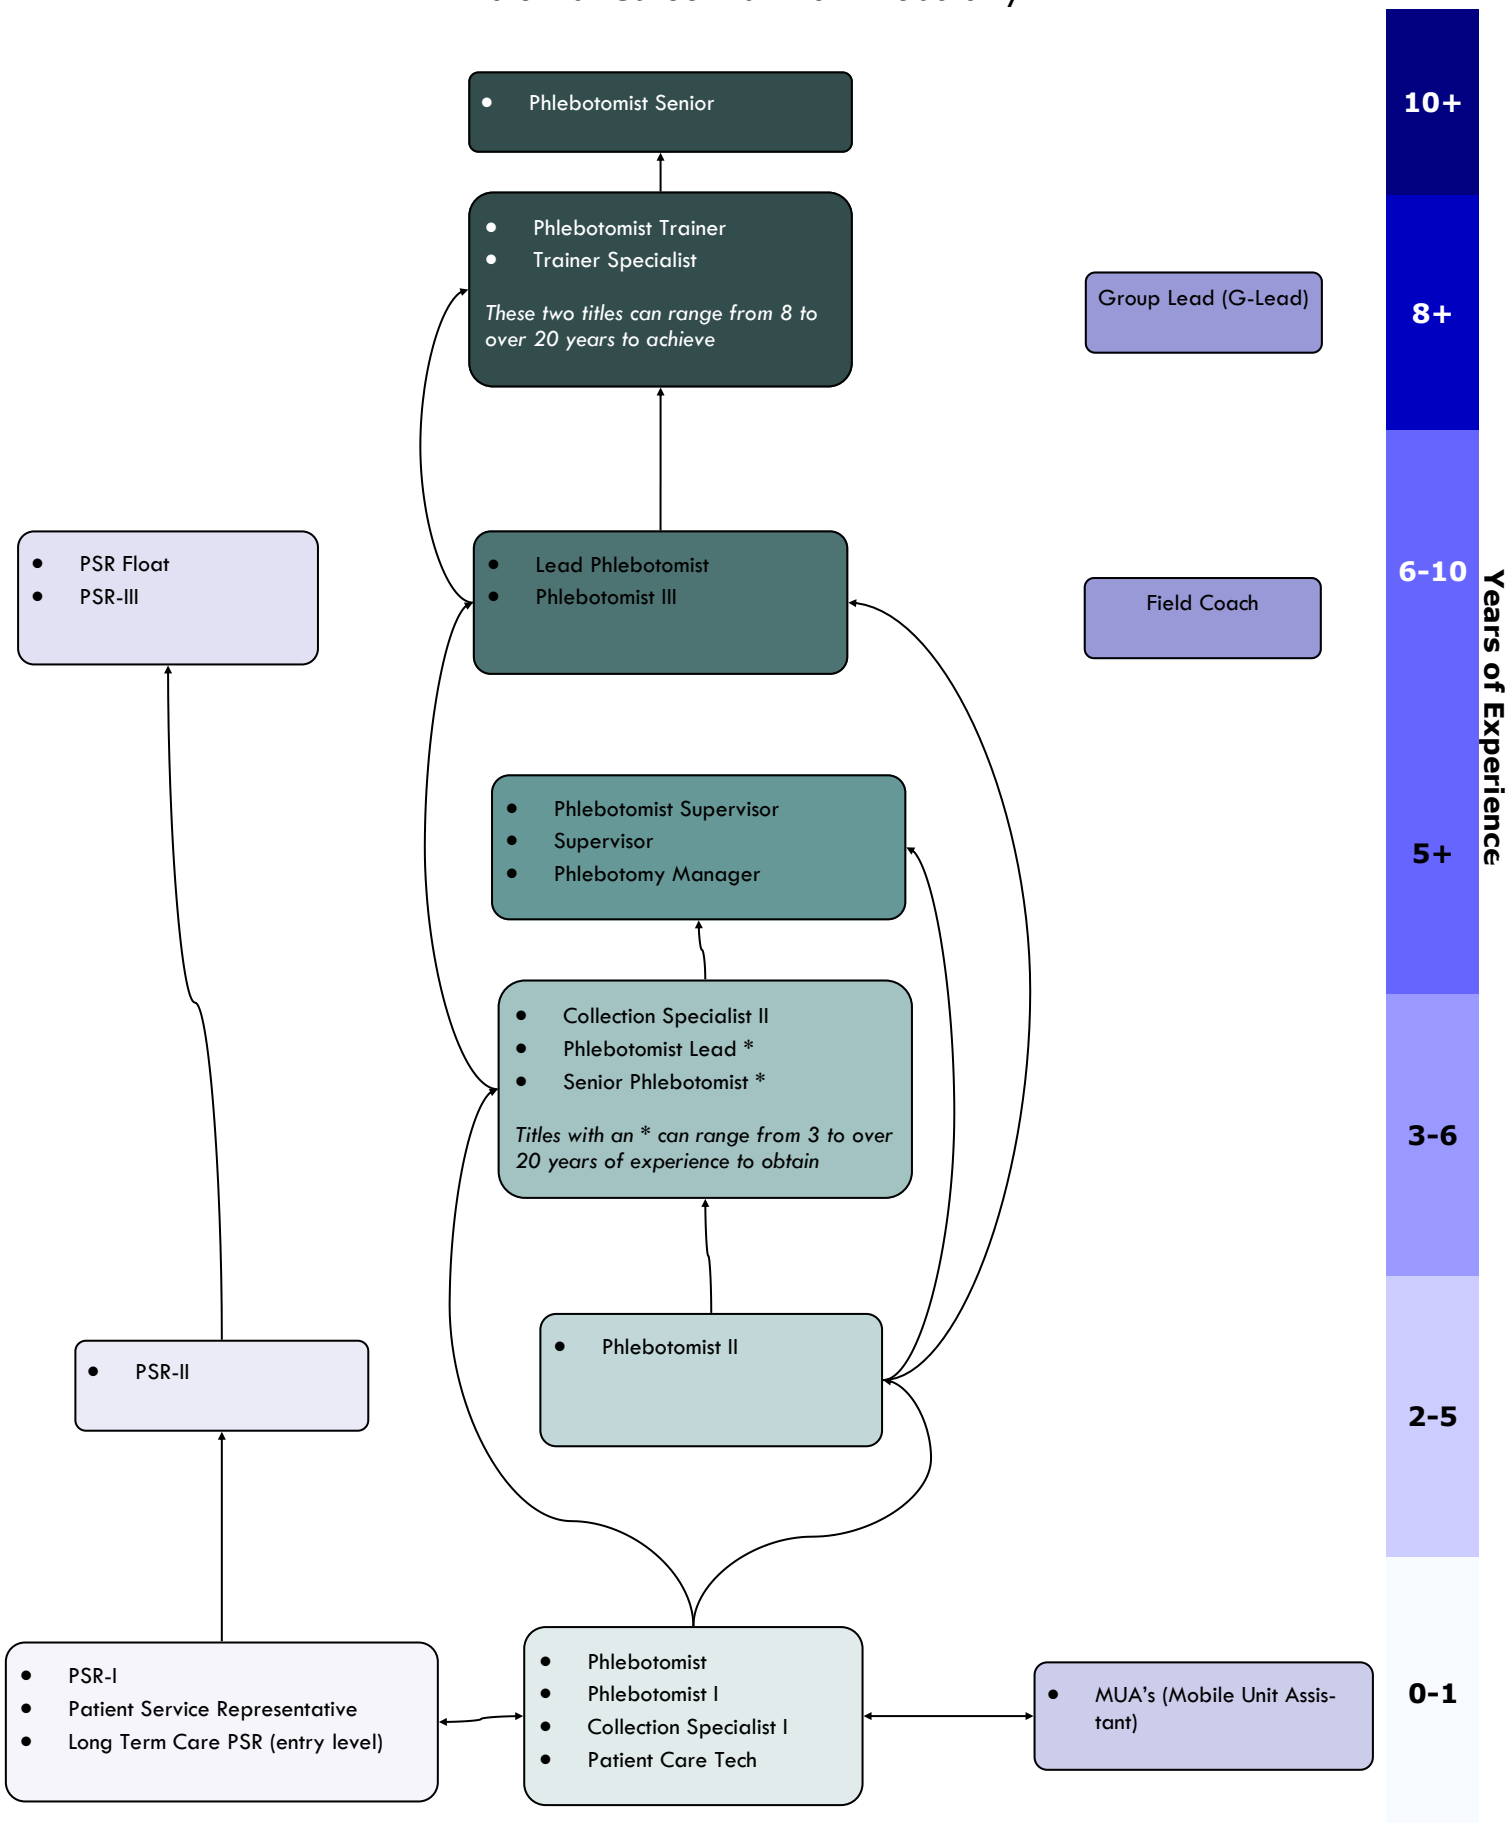 Phlebotomist Senior
10+
Phlebotomist Trainer
Trainer Specialist
These two titles can range from 8 to
over 20 years to achieve
Group Lead (G-Lead)
8+
PSR Float
PSR-III
Lead Phlebotomist
Phlebotomist III
Field Coach
6-10
Years of Experience
Phlebotomist Supervisor
Supervisor
Phlebotomy Manager
5+
Collection Specialist II
Phlebotomist Lead *
Senior Phlebotomist *
Titles with an * can range from 3 to over
20 years of experience to obtain
3-6
PSR-II
Phlebotomist II
2-5
PSR-I
Patient Service Representative
Long Term Care PSR (entry level)
Phlebotomist
Phlebotomist I
Collection Specialist I
Patient Care Tech
MUA's (Mobile Unit Assis-
tant)
0-1